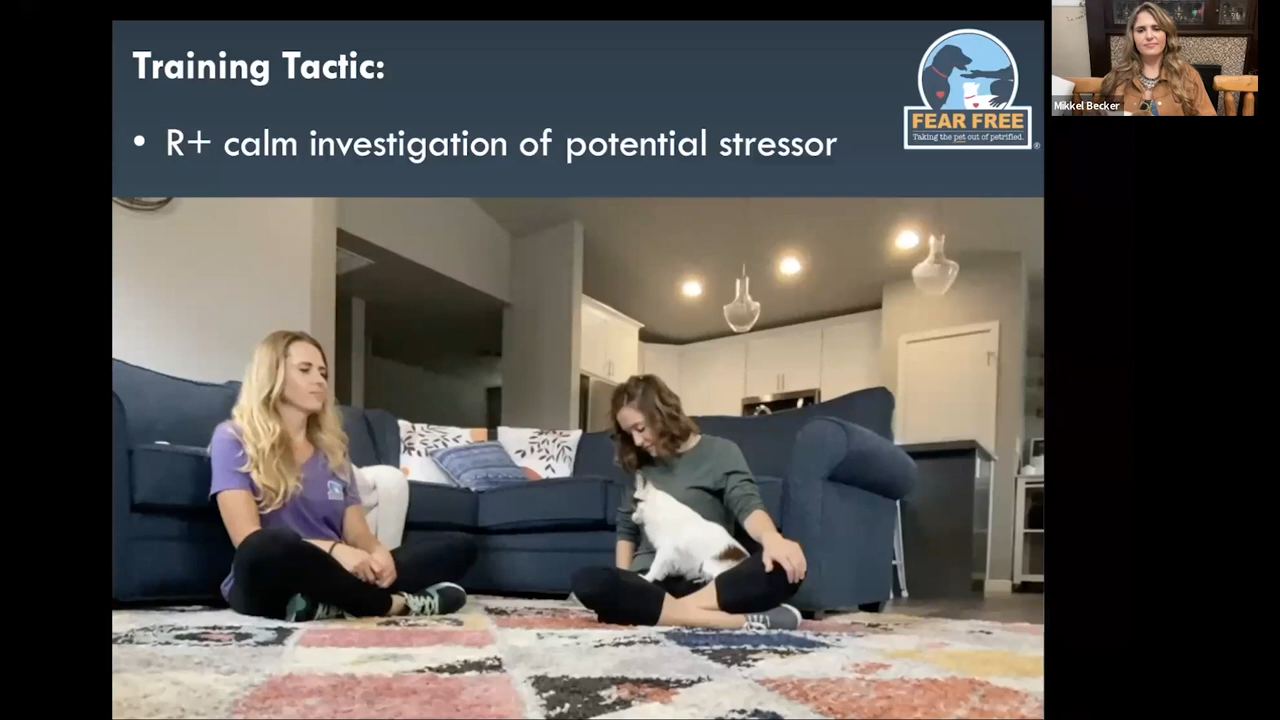 Training Tactic:
• R+ calm investigation of potential stressor
FEAR FREE
Taking the pet out of petrified.
®
Mikkel Becker